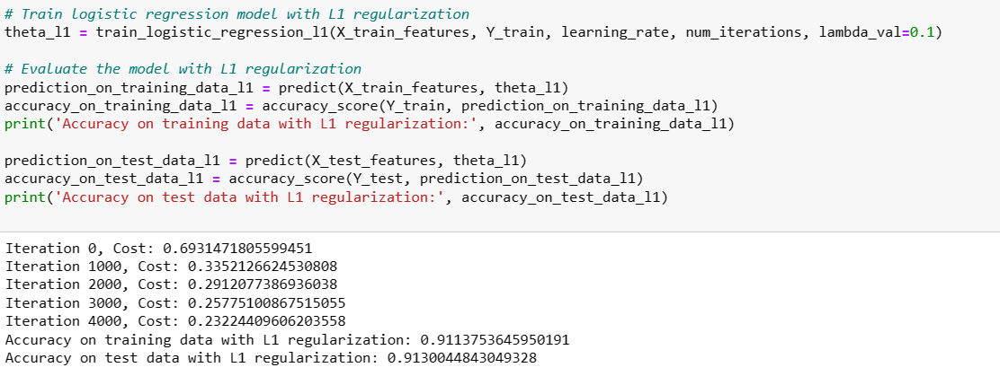 # Train logistic regression model with L1 regularization
theta_l1 = train_logistic_regression_l1(X_train_features, Y_train, learning_rate, num_iterations, lambda_val=0.1)
# Evaluate the model with L1 regularization
prediction_on_training_data_l1 = predict(X_train_features, theta_l1)
accuracy_on_training_data_l1 = accuracy_score(Y_train, prediction_on_training_data_l1)
print('Accuracy on training data with L1 regularization:', accuracy_on_training_data_l1)
prediction_on_test_data_l1 = predict(X_test_features, theta_l1)
accuracy_on_test_data_l1 = accuracy_score(Y_test, prediction_on_test_data_l1)
print('Accuracy on test data with L1 regularization:', accuracy_on_test_data_l1)
Iteration 0, Cost: 0.6931471805599451
Iteration 1000, Cost: 0.3352126624530808
Iteration 2000, Cost: 0.2912077386936038
Iteration 3000, Cost: 0.25775100867515055
Iteration 4000, Cost: 0.23224409606203558
Accuracy on training data with L1 regularization: 0.9113753645950191
Accuracy on test data with L1 regularization: 0.9130044843049328